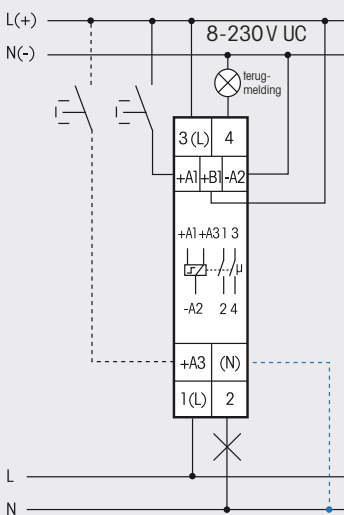 L(+)
8-230V UC
N(-)
terug-
melding
3(L) 4
+A1 +B1 -A2
+A1 +A3 1 3
µ
-A2 2 4
+A3 (N)
1(L) 2
L
N